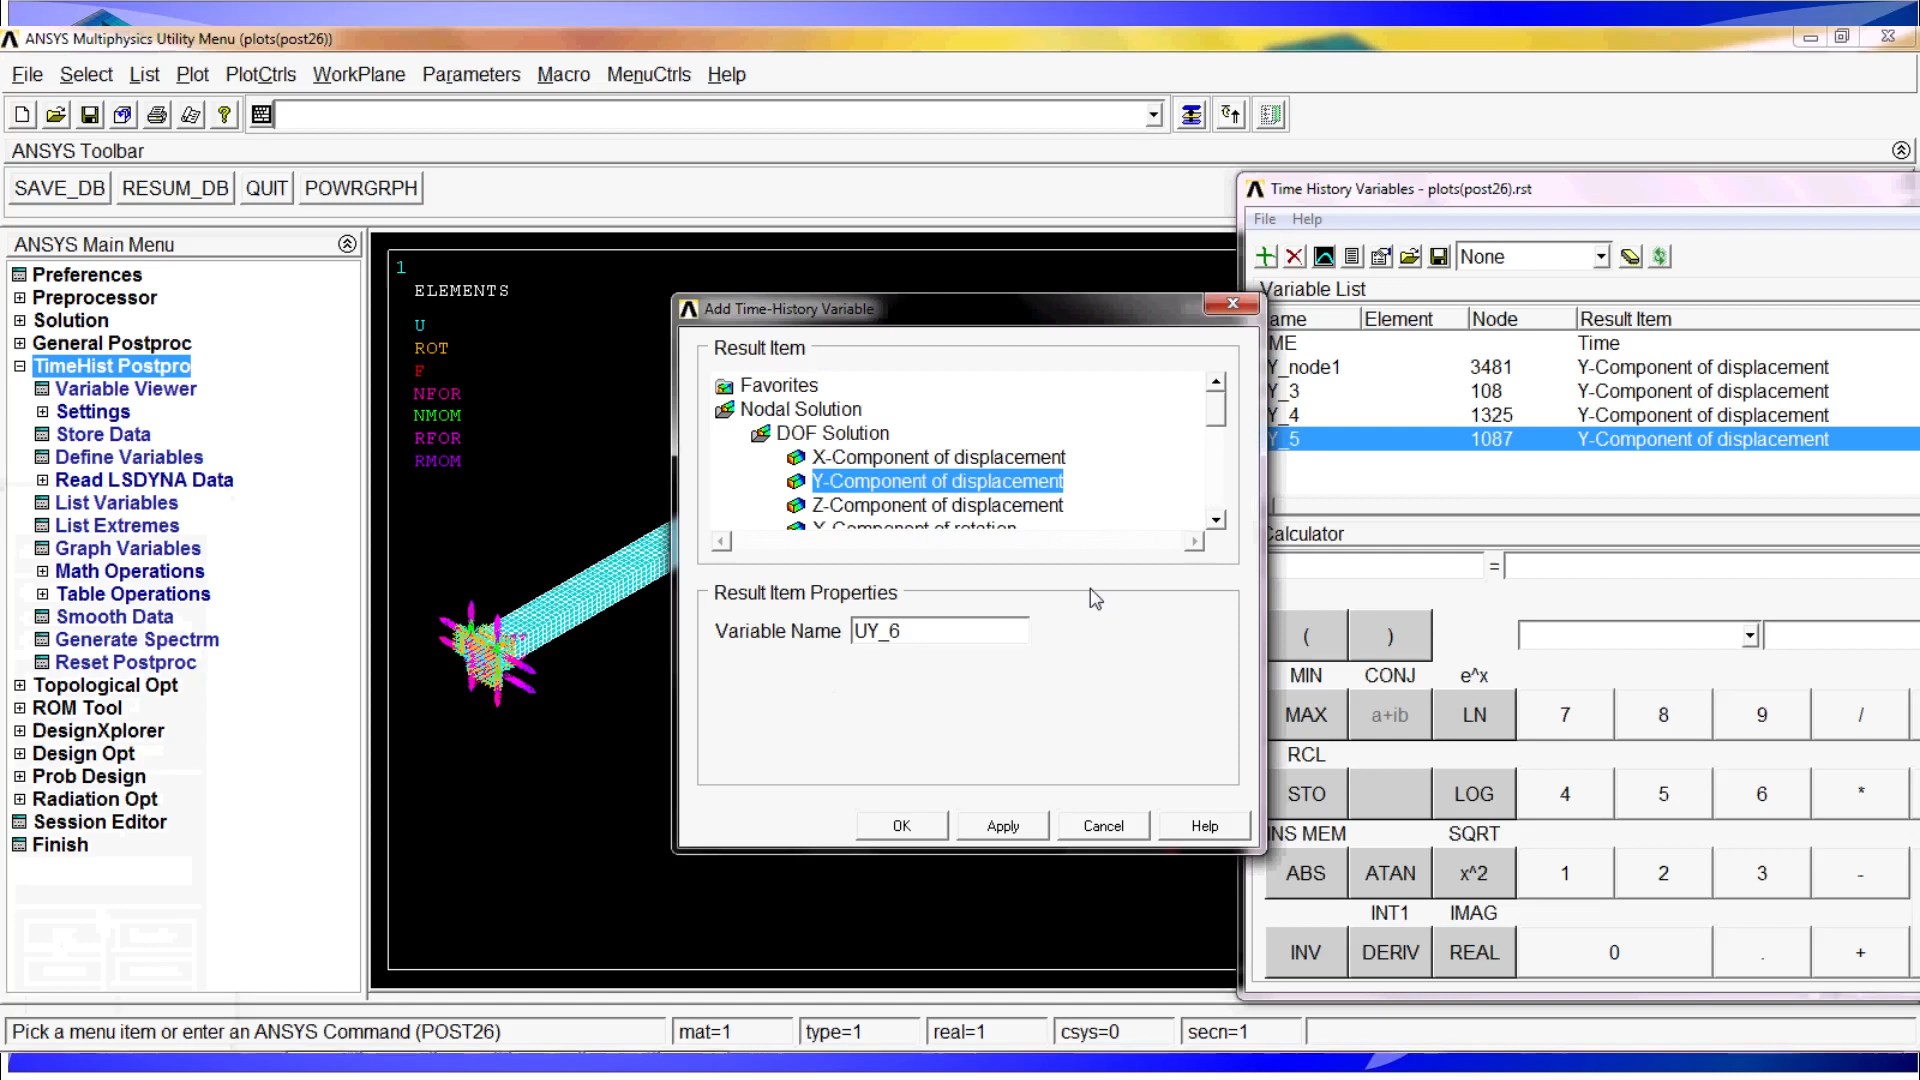 ANSYS Multiphysics Utility Menu (plots(post26))
File Select List Plot PlotCtrls WorkPlane Parameters Macro MenuCtrls Help
ANSYS Toolbar
SAVE_DB RESUM_DB QUIT POWRGRPH
ANSYS Main Menu
Preferences
Preprocessor
Solution
General Postproc
TimeHist Postpro
Variable Viewer
Settings
Store Data
Define Variables
Read LSDYNA Data
List Variables
List Extremes
Graph Variables
Math Operations
Table Operations
Smooth Data
Generate Spectrm
Reset Postproc
Topological Opt
ROM Tool
DesignXplorer
Design Opt
Prob Design
Radiation Opt
Session Editor
Finish
1
ELEMENTS
U
ROT
F
NFOR
NMOM
RFOR
RMOM
Add Time-History Variable
Result Item
Favorites
Nodal Solution
DOF Solution
X-Component of displacement
Y-Component of displacement
Z-Component of displacement
X-Component of rotation
Result Item Properties
Variable Name UY_6
OK Apply Cancel Help
Time History Variables - plots(post26).rst
File Help
None
Variable List
ame Element Node Result Item
ME Time
Y_node1 3481 Y-Component of displacement
Y_3 108 Y-Component of displacement
Y_4 1325 Y-Component of displacement
Y_5 1087 Y-Component of displacement
Calculator
=
( )
MIN CONJ e^x
MAX a+ib LN 7 8 9 /
RCL
STO LOG 4 5 6 *
INS MEM SQRT
ABS ATAN x^2 1 2 3 -
INT1 IMAG
INV DERIV REAL 0 . +
Pick a menu item or enter an ANSYS Command (POST26) mat=1 type=1 real=1 csys=0 secn=1